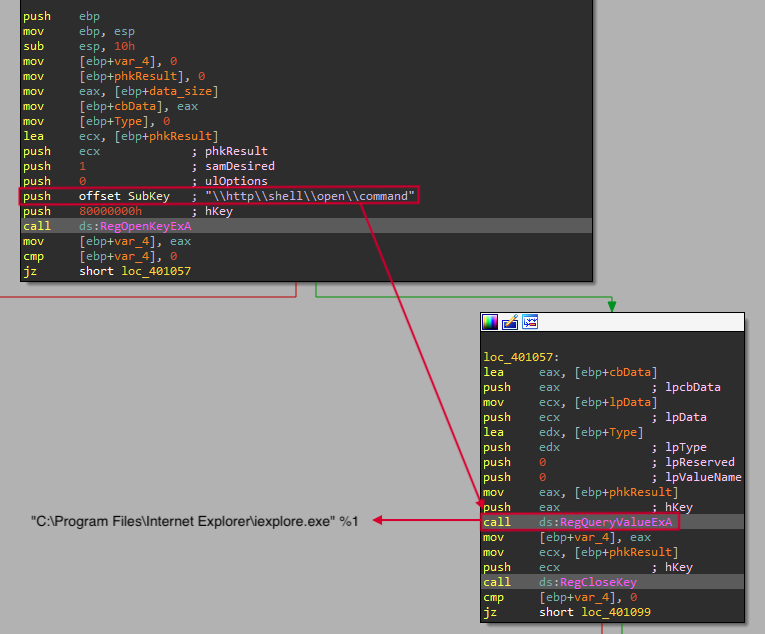 push ebp
mov ebp, esp
sub esp, 10h
mov [ebp+var_4], 0
mov [ebp+phkResult], 0
mov eax, [ebp+data_size]
mov [ebp+cbData], eax
mov [ebp+Type], 0
lea ecx, [ebp+phkResult]
push ecx ; phkResult
push 1 ; samDesired
push 0 ; ulOptions
push offset SubKey ; "\\http\\shell\\open\\command"
push 80000000h ; hKey
call ds:RegOpenKeyExA
mov [ebp+var_4], eax
cmp [ebp+var_4], 0
jz short loc_401057
loc_401057:
lea eax, [ebp+cbData]
push eax ; lpcbData
mov ecx, [ebp+lpData]
push ecx ; lpData
lea edx, [ebp+Type]
push edx ; lpType
push 0 ; lpReserved
push 0 ; lpValueName
mov eax, [ebp+phkResult]
push eax ; hKey
call ds:RegQueryValueExA
mov [ebp+var_4], eax
mov ecx, [ebp+phkResult]
push ecx ; hKey
call ds:RegCloseKey
cmp [ebp+var_4], 0
jz short loc_401099
"C:\Program Files\Internet Explorer\iexplore.exe" %1